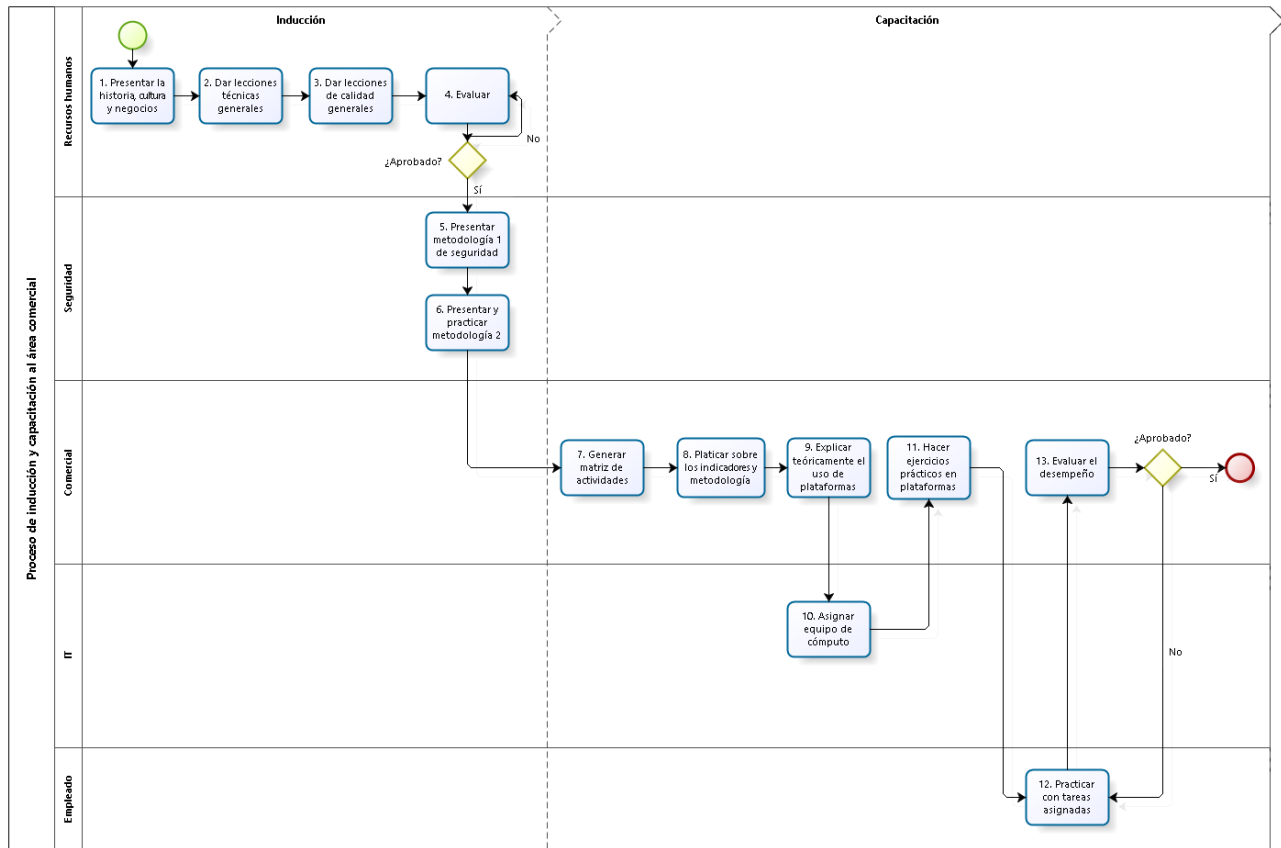 Proceso de inducción y capacitación al área comercial
Inducción
Capacitación
Recursos humanos
1. Presentar la
historia, cultura
y negocios
2. Dar lecciones
técnicas
generales
3. Dar lecciones
de calidad
generales
4. Evaluar
No
¿Aprobado?
Sí
Seguridad
5. Presentar
metodología 1
de seguridad
6. Presentar y
practicar
metodología 2
Comercial
7. Generar
matriz de
actividades
8. Platicar sobre
los indicadores y
metodología
9. Explicar
teóricamente el
uso de
plataformas
11. Hacer
ejercicios
prácticos en
plataformas
13. Evaluar el
desempeño
¿Aprobado?
Sí
IT
10. Asignar
equipo de
cómputo
No
Empleado
12. Practicar
con tareas
asignadas